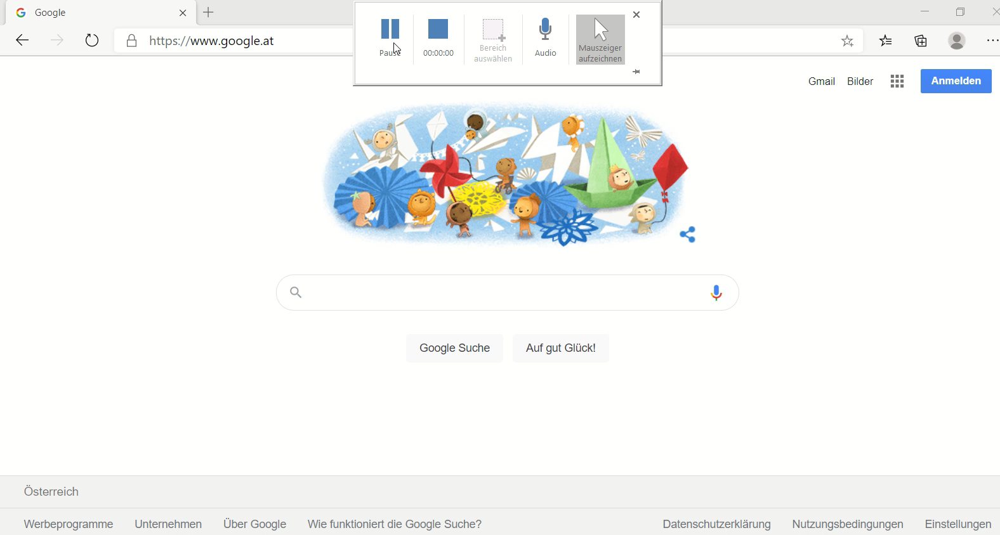 Google
https://www.google.at
Pause
00:00:00
Bereich
auswählen
Audio
Mauszeiger
aufzeichnen
Gmail Bilder Anmelden
Google Suche Auf gut Glück!
Österreich
Werbeprogramme Unternehmen Über Google Wie funktioniert die Google Suche? Datenschutzerklärung Nutzungsbedingungen Einstellungen